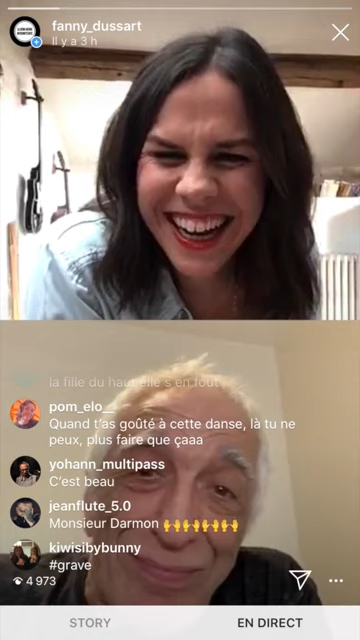 fanny_dussart
Il y a 3 h
la fille du haut elle s'en fout !
pom_elo__
Quand t'as goûté à cette danse, là tu ne
peux, plus faire que çaaa
yohann_multipass
C'est beau
jeanflute_5.0
Monsieur Darmon 🙌🙌🙌🙌🙌🙌
kiwisibybunny
#grave
4 973
STORY
EN DIRECT